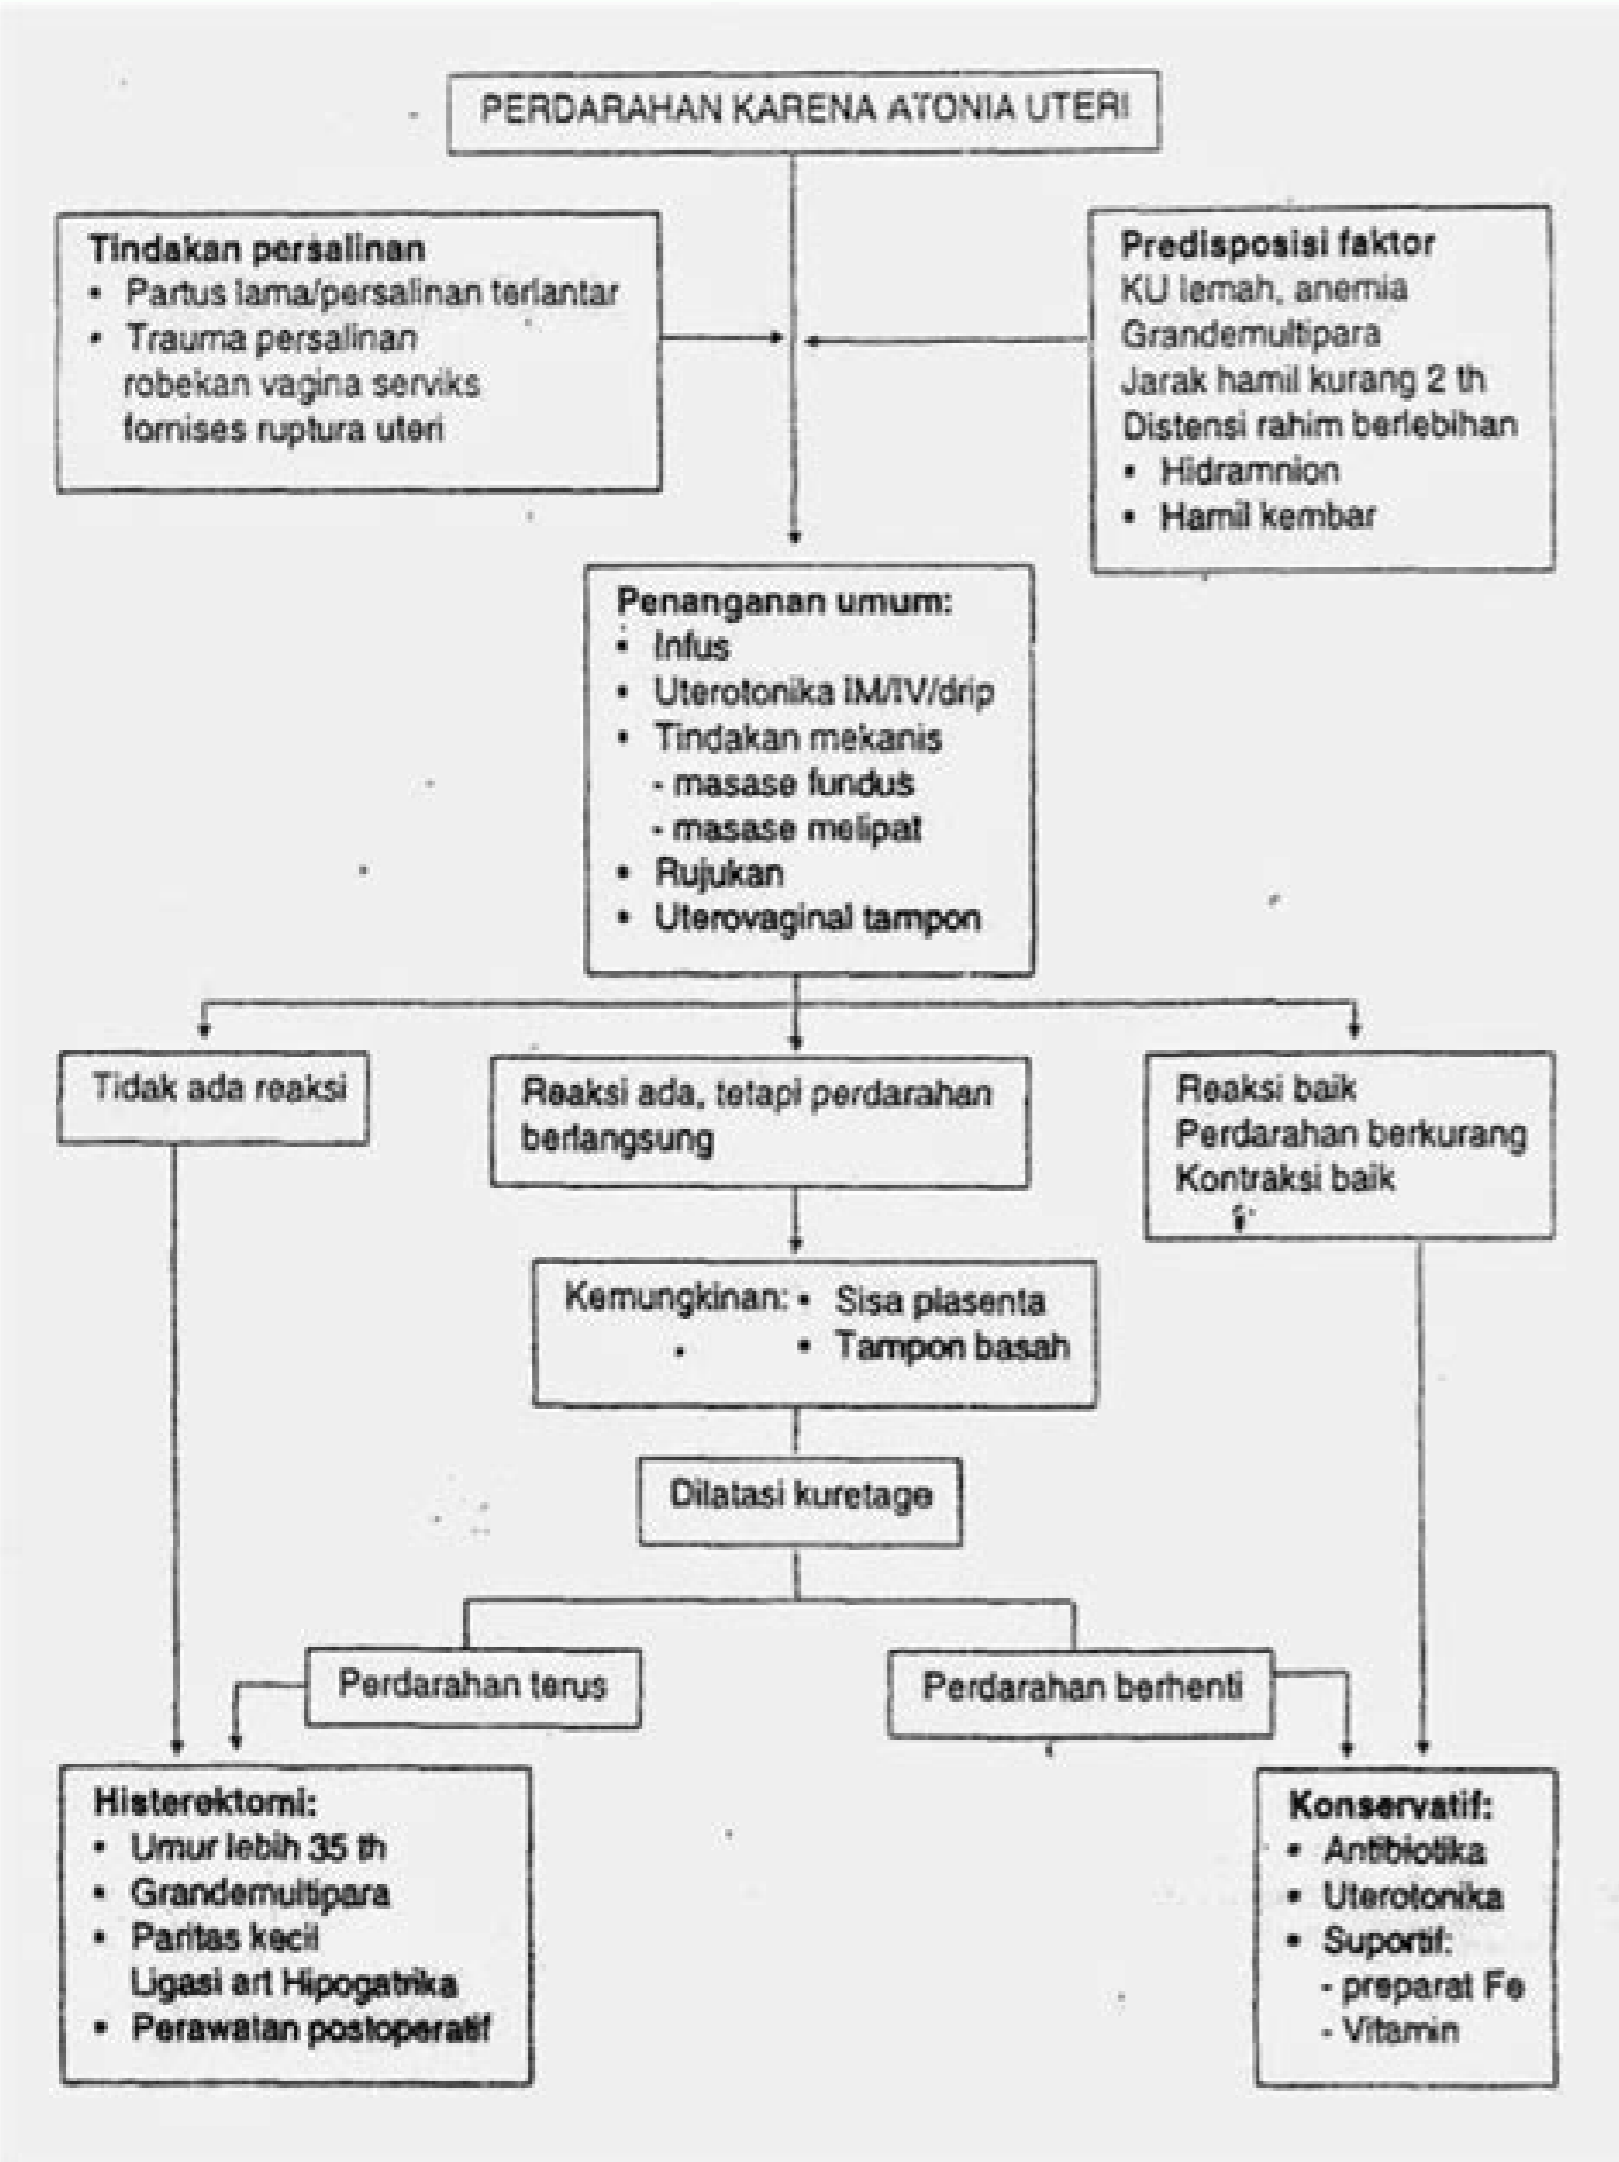 PERDARAHAN KARENA ATONIA UTERI
Tindakan persalinan
• Partus lama/persalinan terlantar
• Trauma persalinan
robekan vagina serviks
fornises ruptura uteri
Predisposisi faktor
KU lemah, anemia
Grandemultipara
Jarak hamil kurang 2 th
Distensi rahim berlebihan
• Hidramnion
• Hamil kembar
Penanganan umum:
• Infus
• Uterotonika IM/IV/drip
• Tindakan mekanis
- masase fundus
- masase melipat
• Rujukan
• Uterovaginal tampon
Tidak ada reaksi
Reaksi ada, tetapi perdarahan
berlangsung
Reaksi baik
Perdarahan berkurang
Kontraksi baik
Kemungkinan: • Sisa plasenta
• Tampon basah
Dilatasi kuretage
Perdarahan terus
Perdarahan berhenti
Histerektomi:
• Umur lebih 35 th
• Grandemultipara
• Paritas kecil
Ligasi art Hipogatrika
• Perawatan postoperatif
Konservatif:
• Antibiotika
• Uterotonika
• Suportif:
- preparat Fe
- Vitamin